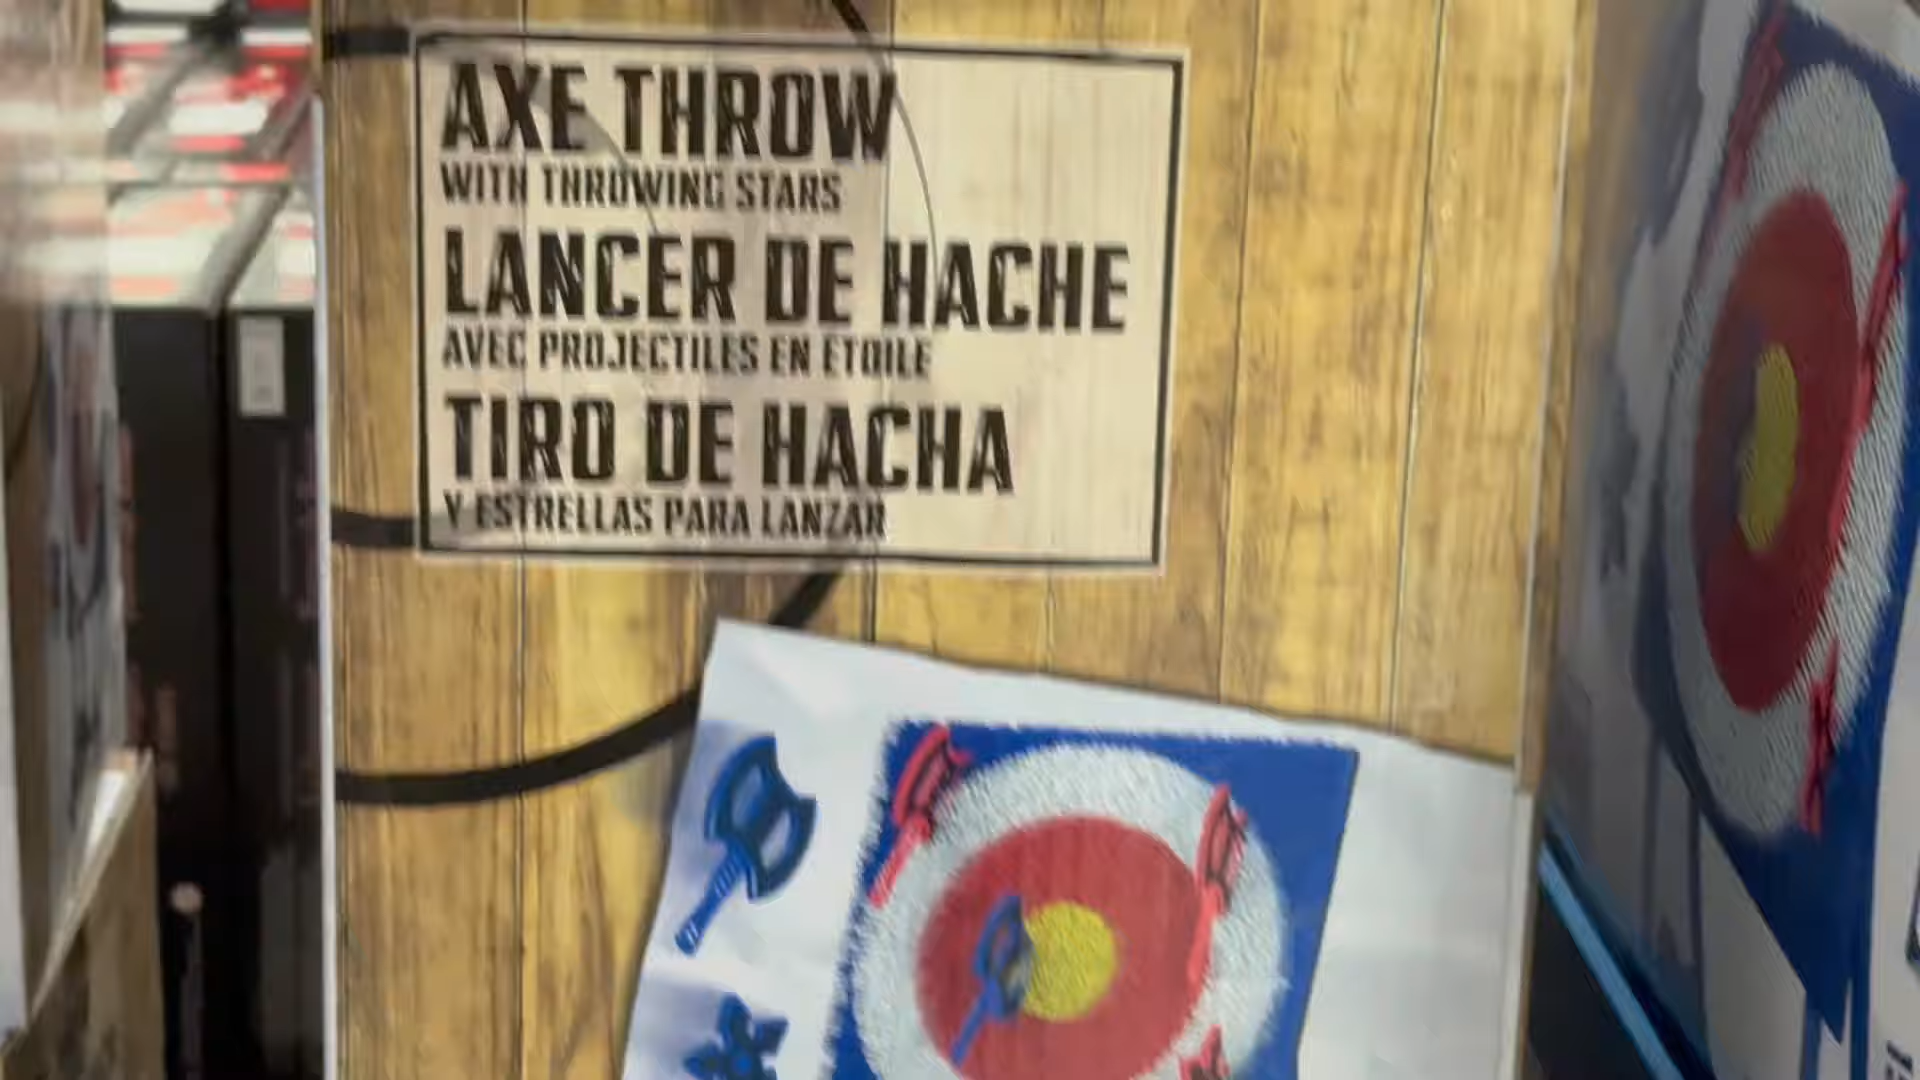 AXE THROW
WITH THROWING STARS
LANCER DE HACHE
AVEC PROJECTILES EN ETOILE
TIRO DE HACHA
Y ESTRELLAS PARA LANZAR